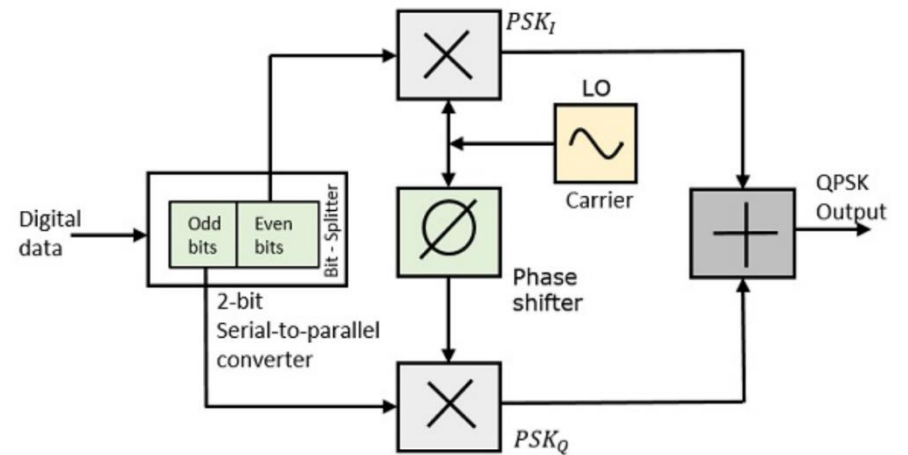 PSK_I
LO
Carrier
QPSK
Output
Digital
data
Odd
bits
Even
bits
Bit - Splitter
2-bit
Serial-to-parallel
converter
Phase
shifter
PSK_Q